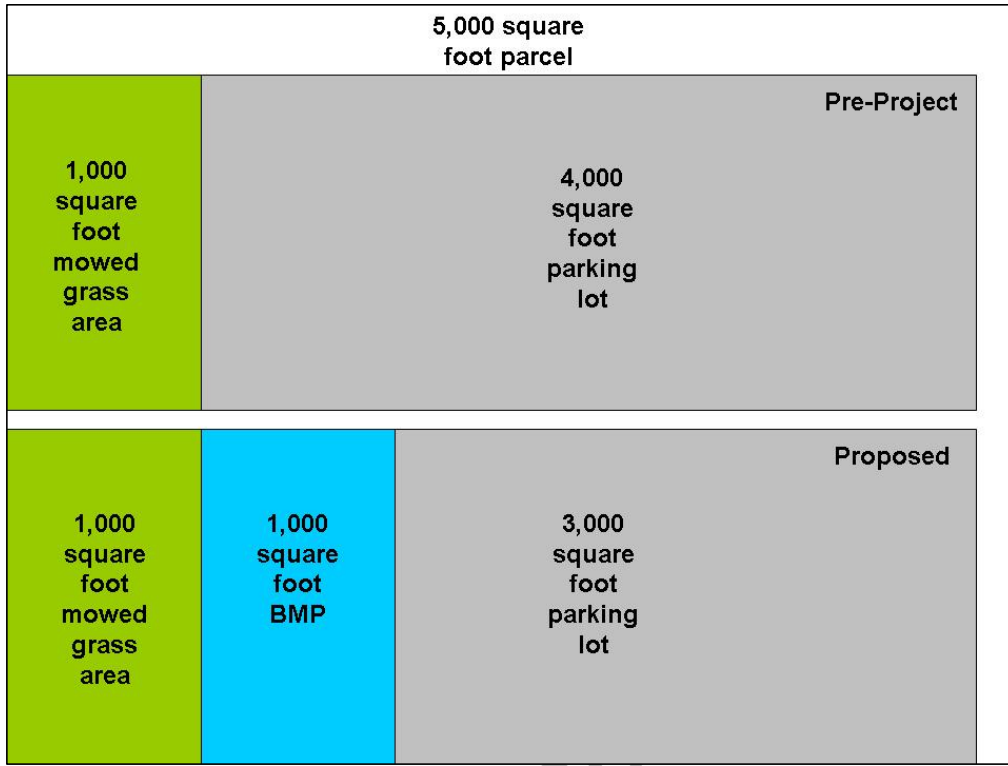 5,000 square
foot parcel
Pre-Project
1,000
square
foot
mowed
grass
area
4,000
square
foot
parking
lot
Proposed
1,000
square
foot
mowed
grass
area
1,000
square
foot
BMP
3,000
square
foot
parking
lot